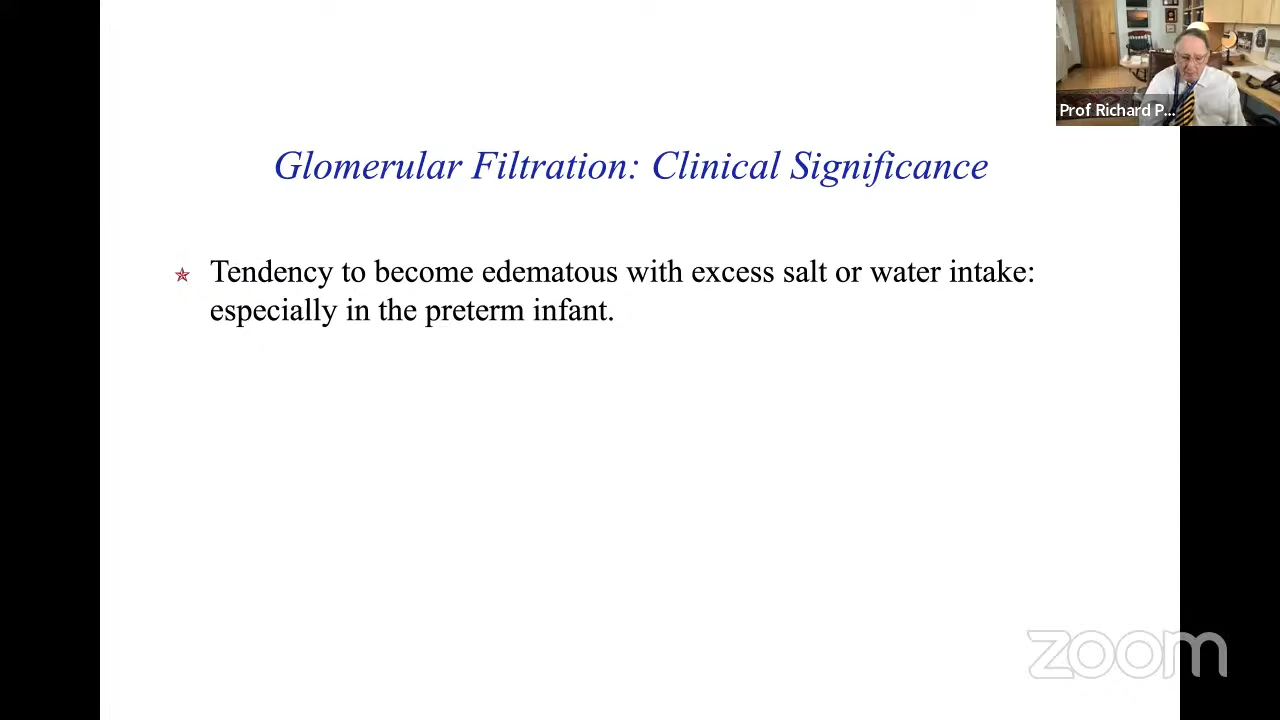 Prof Richard P...
Glomerular Filtration: Clinical Significance
Tendency to become edematous with excess salt or water intake:
especially in the preterm infant.
zoom